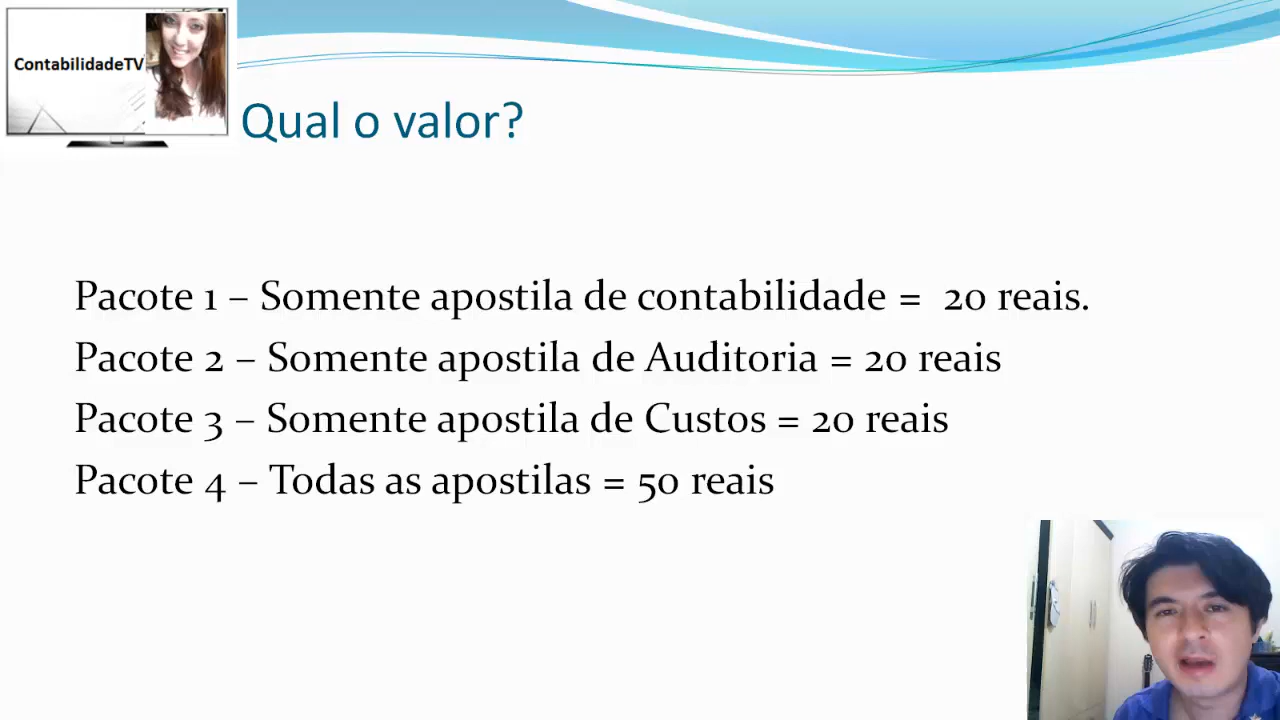 ContabilidadeTV
Qual o valor?
Pacote 1 – Somente apostila de contabilidade =  20 reais.
Pacote 2 – Somente apostila de Auditoria = 20 reais
Pacote 3 – Somente apostila de Custos = 20 reais
Pacote 4 – Todas as apostilas = 50 reais